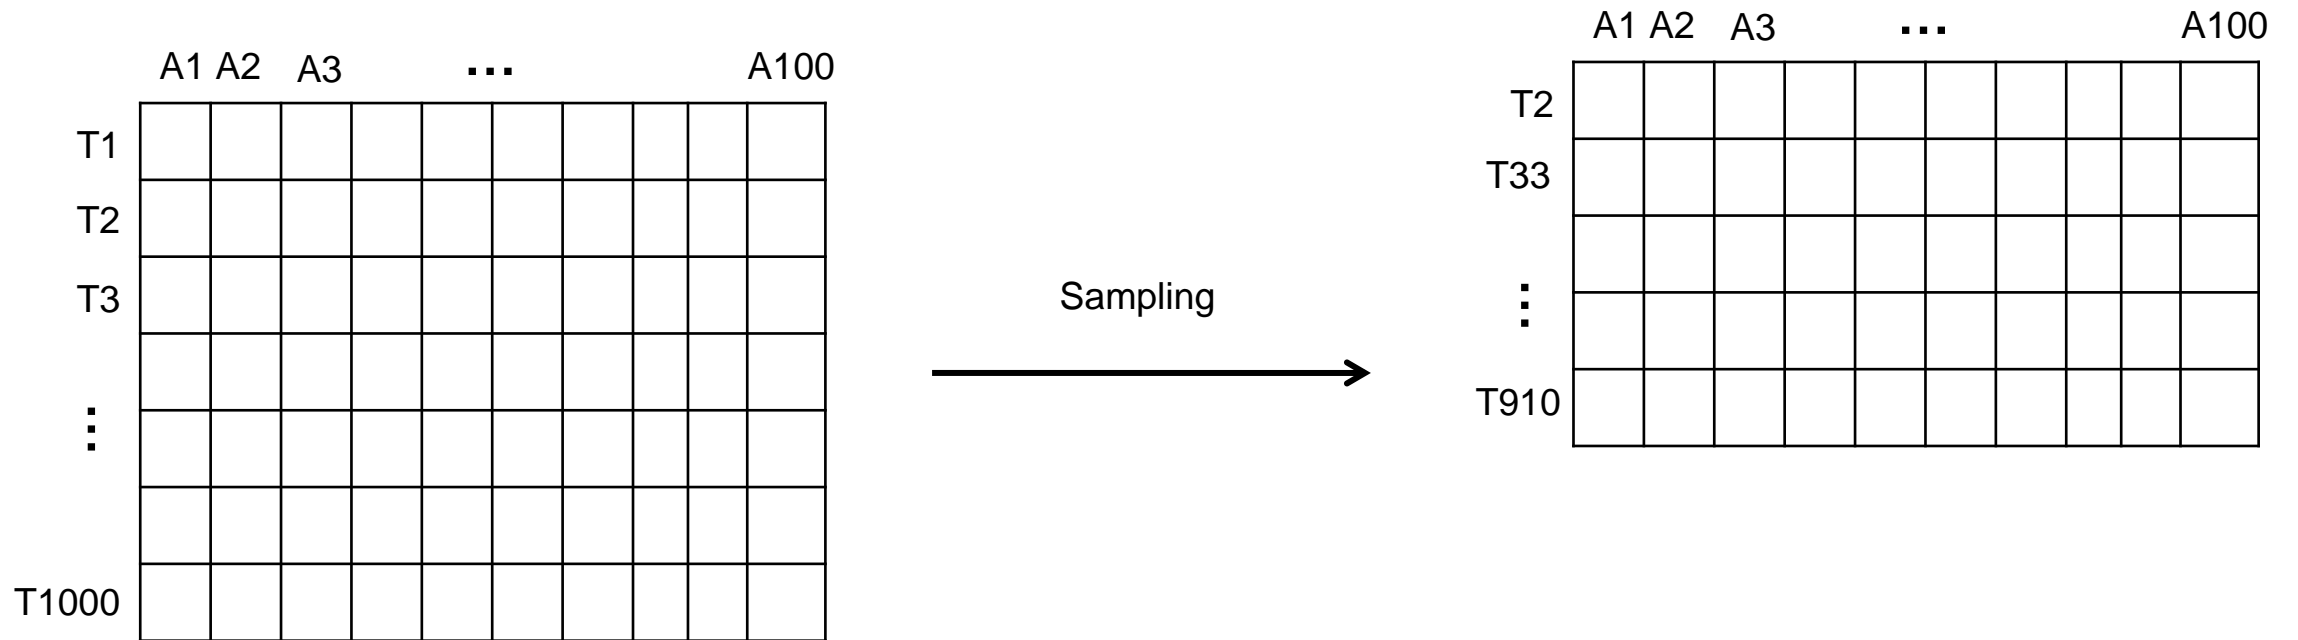 A1 A2 A3 ... A100
T1
T2
T3
⋮
T1000
Sampling
A1 A2 A3 ... A100
T2
T33
⋮
T910